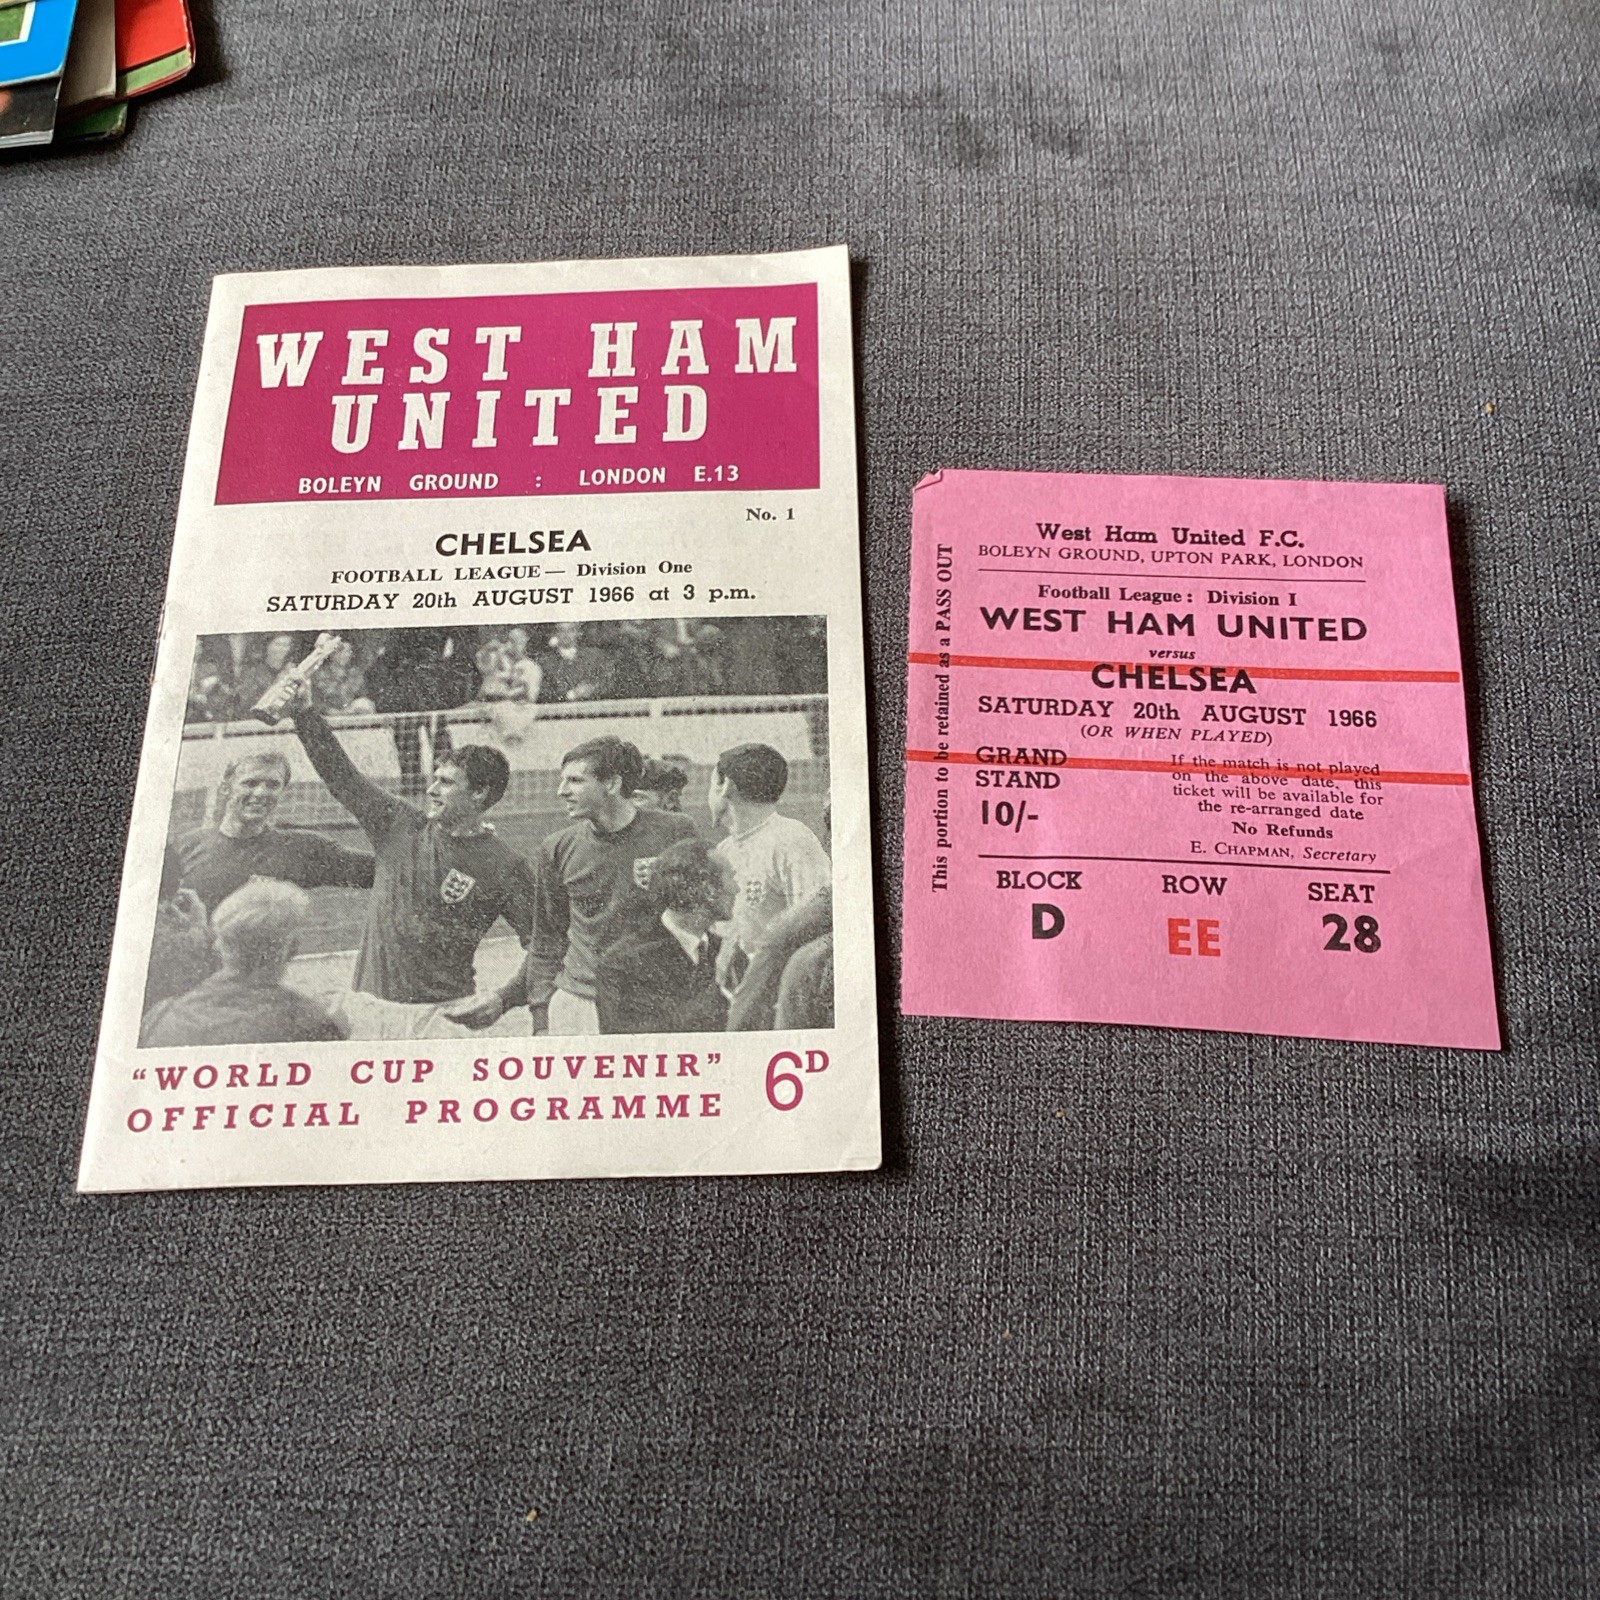 WEST HAM
UNITED
BOLEYN GROUND : LONDON E.13
No. 1
CHELSEA
FOOTBALL LEAGUE — Division One
SATURDAY 20th AUGUST 1966 at 3 p.m.
"WORLD CUP SOUVENIR"
OFFICIAL PROGRAMME
6D
This portion to be retained as a PASS OUT
West Ham United F.C.
BOLEYN GROUND, UPTON PARK, LONDON
Football League : Division I
WEST HAM UNITED
versus
CHELSEA
SATURDAY 20th AUGUST 1966
(OR WHEN PLAYED)
GRAND
STAND
10/-
If the match is not played
on the above date, this
ticket will be available for
the re-arranged date
No Refunds
E. CHAPMAN, Secretary
BLOCK ROW SEAT
D EE 28